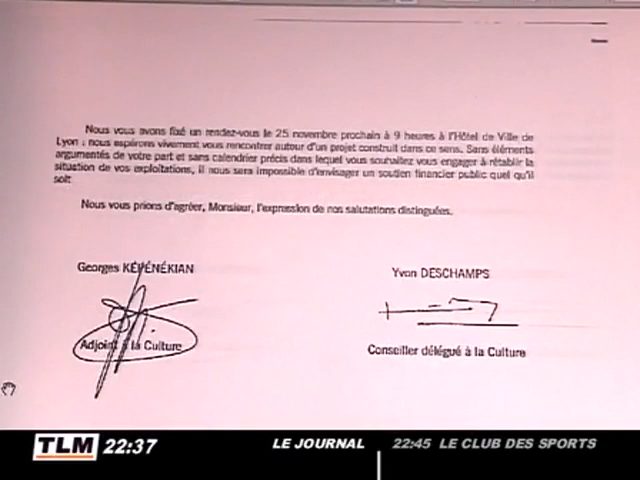 Nous vous avons fixé un rendez-vous le 25 novembre prochain à 9 heures à l'Hôtel de Ville de
Lyon : nous espérons vivement vous rencontrer autour d'un projet construit dans ce sens. Sans éléments
argumentés de votre part et sans calendrier précis dans lequel vous souhaitez vous engager à rétablir la
situation de vos exploitations, il nous sera impossible d'envisager un soutien financier public quel qu'il
soit
Nous vous prions d'agréer, Monsieur, l'expression de nos salutations distinguées.
Georges KÉPÉNÉKIAN
Yvon DESCHAMPS
Adjoint à la Culture
Conseiller délégué à la Culture
TLM 22:37 LE JOURNAL 22:45 LE CLUB DES SPORTS